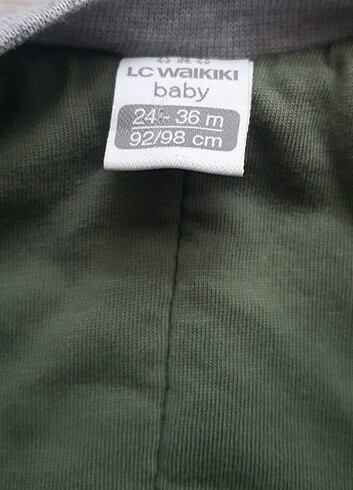 LC WAIKIKI
baby
24 - 36 m
92/98 cm